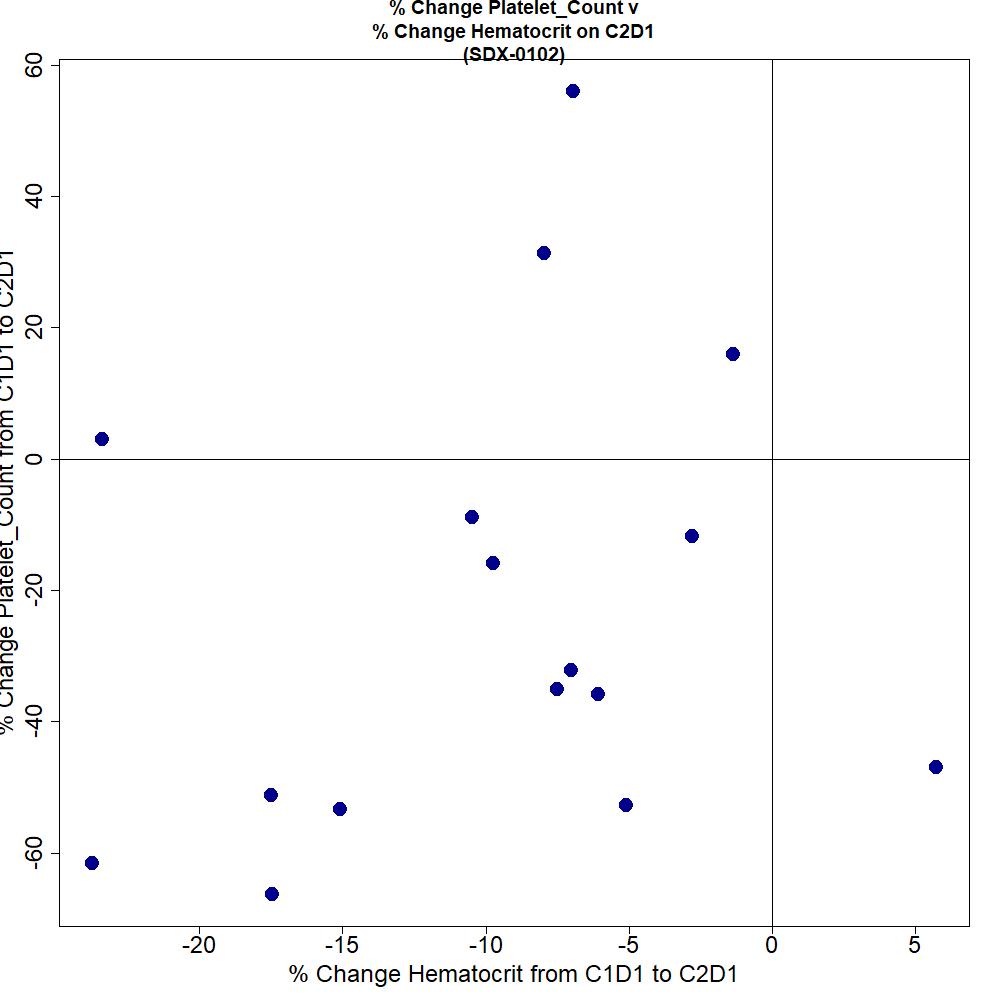 % Change Platelet_Count v
% Change Hematocrit on C2D1
(SDX-0102)
% Change Platelet_Count from C1D1 to C2D1
60
40
20
0
-20
-40
-60
-20
-15
-10
-5
0
5
% Change Hematocrit from C1D1 to C2D1